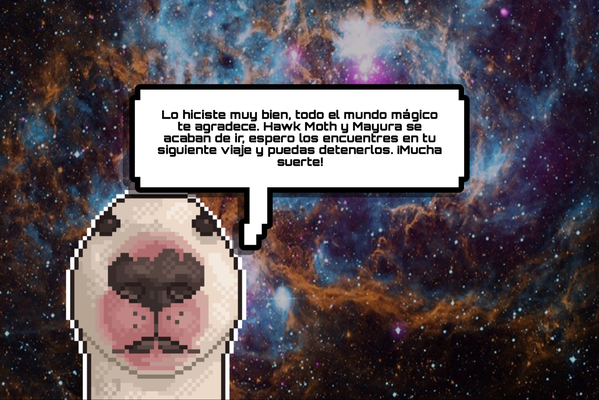 Lo hiciste muy bien, todo el mundo mágico
te agradece. Hawk Moth y Mayura se
acaban de ir, espero los encuentres en tu
siguiente viaje y puedas detenerlos. ¡Mucha
suerte!